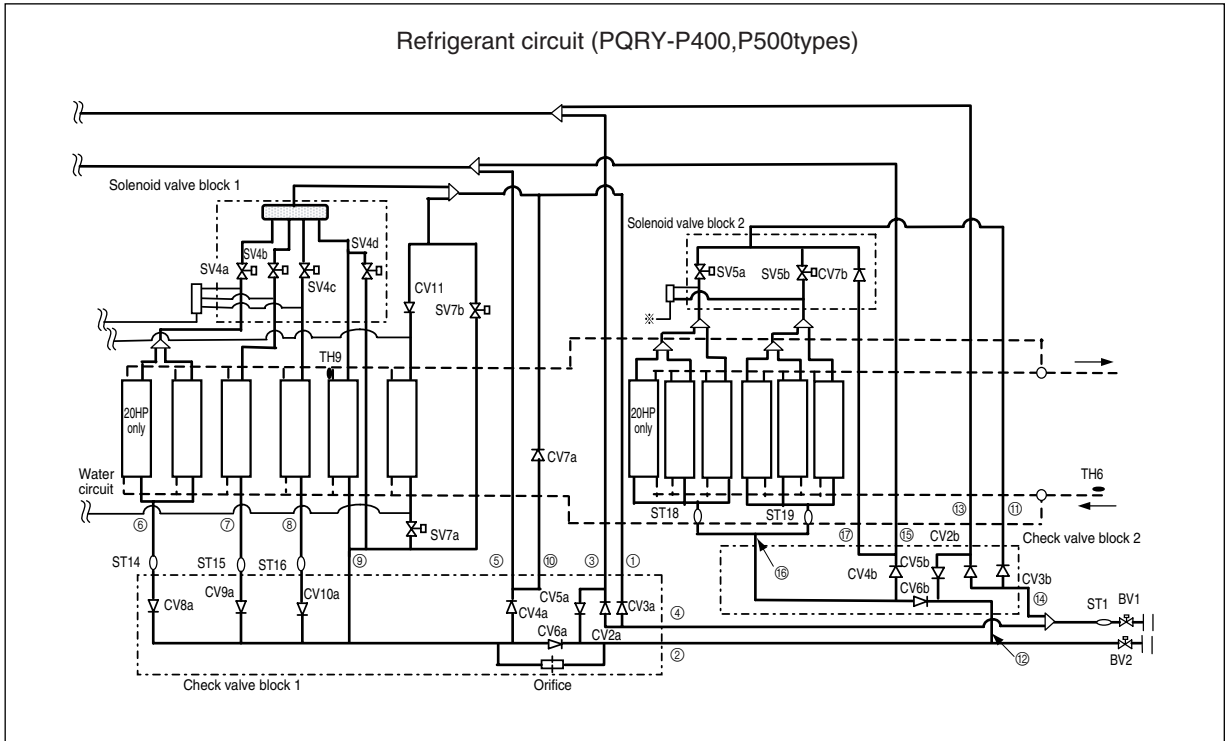 Refrigerant circuit (PQRY-P400,P500types)
Solenoid valve block 1
Solenoid valve block 2
SV4d
SV4b
SV4a
SV4c
SV5a
SV5b
CV7b
CV11
SV7b
※
TH9
20HP
only
20HP
only
CV7a
Water
circuit
TH6
⑥
⑦
⑧
SV7a
ST18
ST19
⑬
⑪
⑰
⑮
CV2b
Check valve block 2
ST14
ST15
ST16
⑨
⑤
⑩
③
①
⑯
CV4b
CV5b
CV3b
CV8a
CV9a
CV10a
CV5a
CV4a
CV3a
④
CV6b
⑭
ST1
BV1
CV6a
CV2a
②
⑫
BV2
Check valve block 1
Orifice